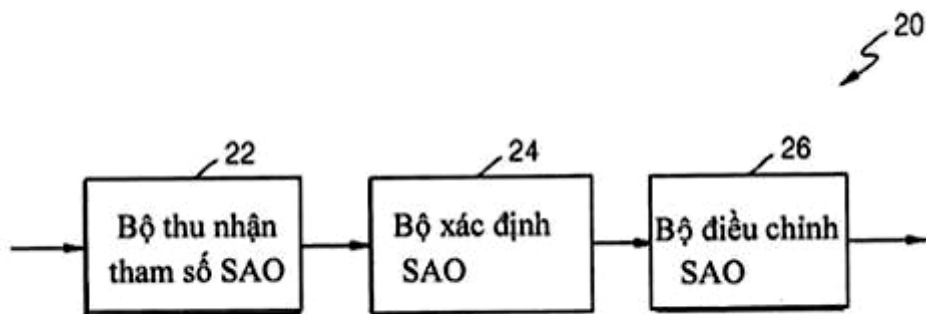 20
22
Bộ thu nhận
tham số SAO
24
Bộ xác định
SAO
26
Bộ điều chỉnh
SAO